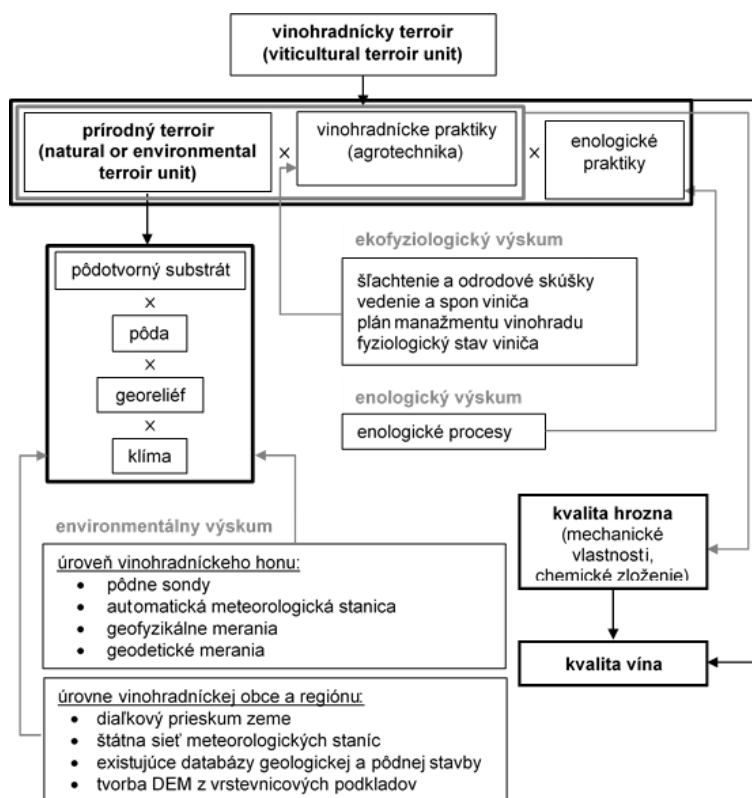 vinohradnícky terroir
(viticultural terroir unit)
prírodný terroir
(natural or environmental
terroir unit)
×
vinohradnícke praktiky
(agrotechnika)
×
enologické
praktiky
pôdotvorný substrát
×
pôda
×
georeliéf
×
klíma
ekofyziologický výskum
šľachtenie a odrodové skúšky
vedenie a spon viniča
plán manažmentu vinohradu
fyziologický stav viniča
enologický výskum
enologické procesy
environmentálny výskum
úroveň vinohradníckeho honu:
• pôdne sondy
• automatická meteorologická stanica
• geofyzikálne merania
• geodetické merania
úrovne vinohradníckej obce a regiónu:
• diaľkový prieskum zeme
• štátna sieť meteorologických staníc
• existujúce databázy geologickej a pôdnej stavby
• tvorba DEM z vrstevnicových podkladov
kvalita hrozna
(mechanické
vlastnosti,
chemické zloženie)
kvalita vína